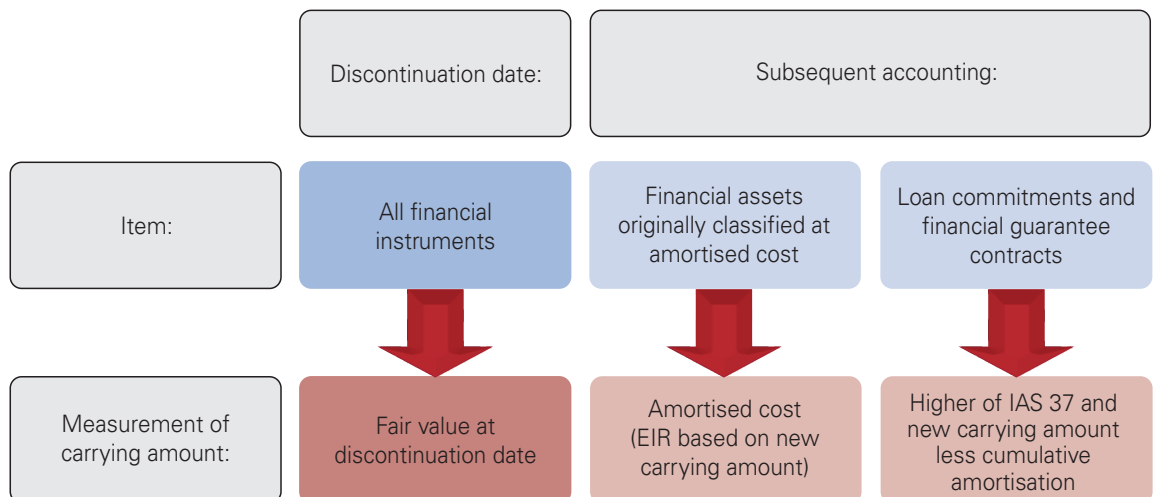 Discontinuation date:
Subsequent accounting:
Item:
All financial
instruments
Financial assets
originally classified at
amortised cost
Loan commitments and
financial guarantee
contracts
Measurement of
carrying amount:
Fair value at
discontinuation date
Amortised cost
(EIR based on new
carrying amount)
Higher of IAS 37 and
new carrying amount
less cumulative
amortisation